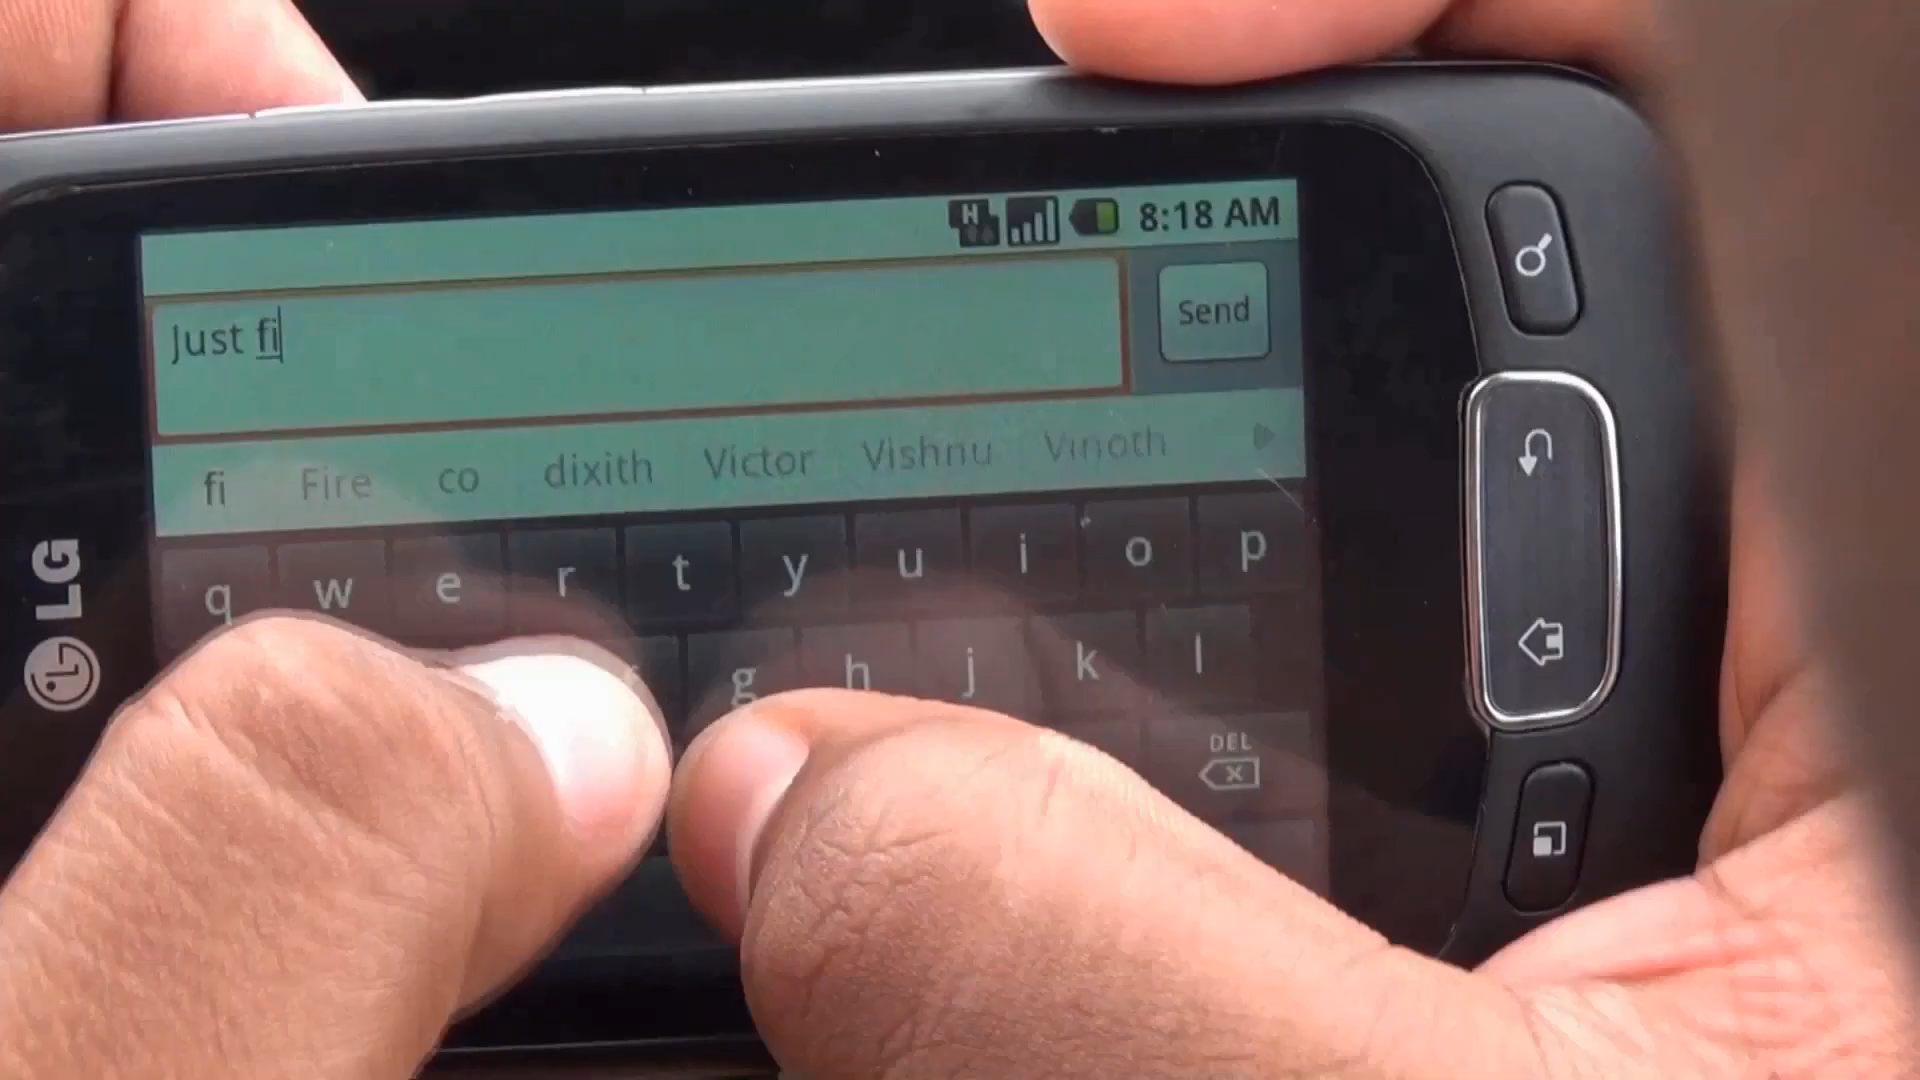 H 8:18 AM
Just fi
Send
fi Fire co dixith Victor Vishnu Vinoth
LG
q w e r t y u i o p
g h j k l
DEL